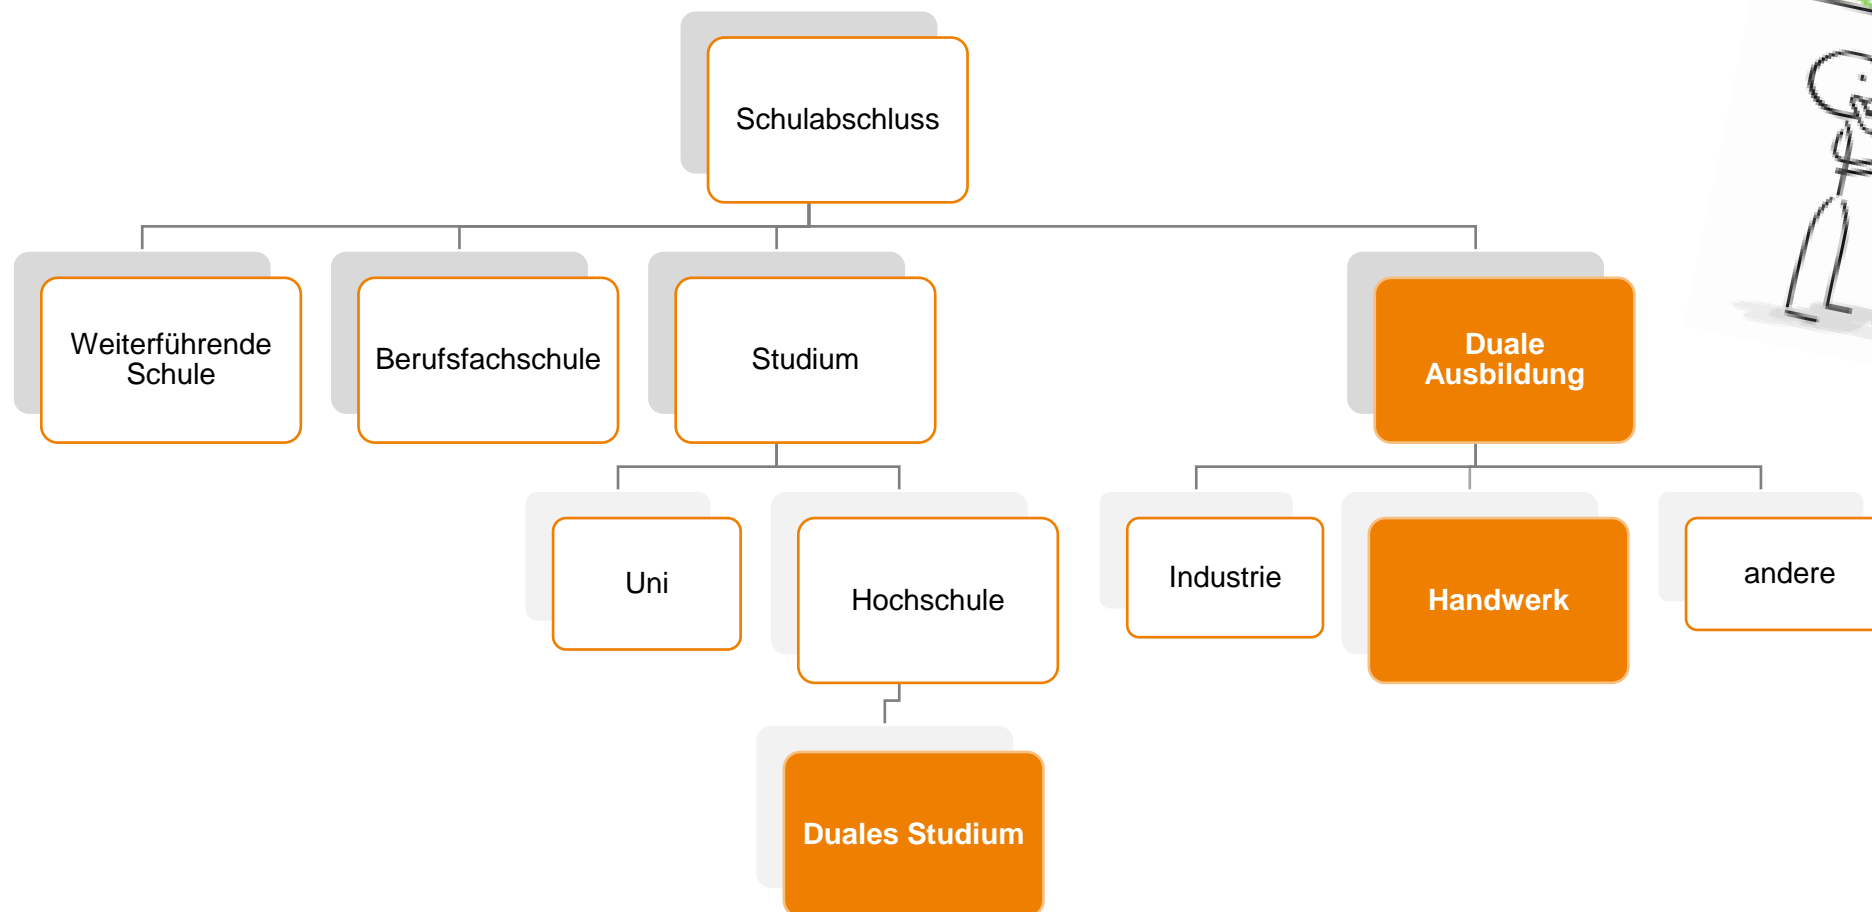 Schulabschluss
Weiterführende
Schule
Berufsfachschule
Studium
Duale
Ausbildung
Uni
Hochschule
Industrie
Handwerk
andere
Duales Studium